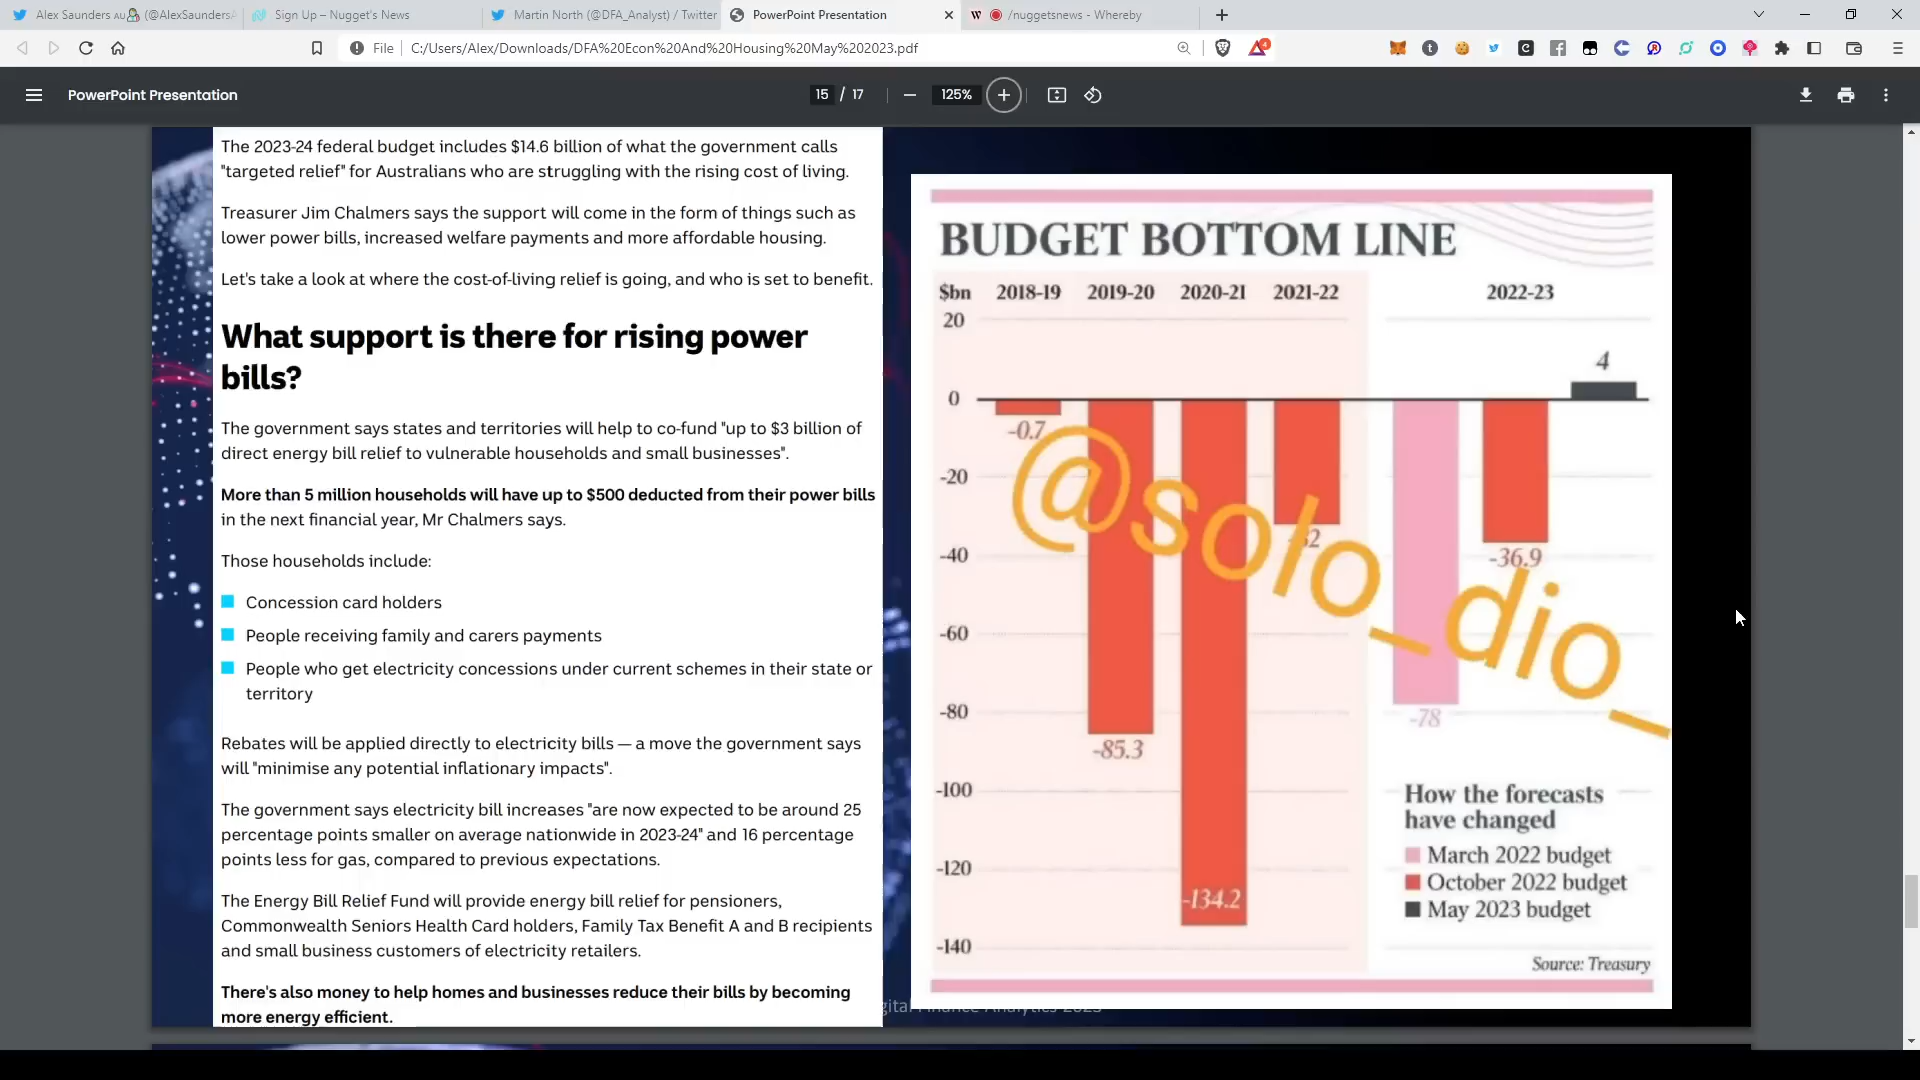 Alex Saunders AU (@AlexSaundersA
Sign Up – Nugget's News
Martin North (@DFA_Analyst) / Twitter
PowerPoint Presentation
/nuggetsnews - Whereby
File
C:/Users/Alex/Downloads/DFA%20Econ%20And%20Housing%20May%202023.pdf
PowerPoint Presentation
15 / 17
125%
The 2023-24 federal budget includes $14.6 billion of what the government calls
"targeted relief" for Australians who are struggling with the rising cost of living.
Treasurer Jim Chalmers says the support will come in the form of things such as
lower power bills, increased welfare payments and more affordable housing.
Let's take a look at where the cost-of-living relief is going, and who is set to benefit.
What support is there for rising power
bills?
The government says states and territories will help to co-fund "up to $3 billion of
direct energy bill relief to vulnerable households and small businesses".
More than 5 million households will have up to $500 deducted from their power bills
in the next financial year, Mr Chalmers says.
Those households include:
Concession card holders
People receiving family and carers payments
People who get electricity concessions under current schemes in their state or
territory
Rebates will be applied directly to electricity bills — a move the government says
will "minimise any potential inflationary impacts".
The government says electricity bill increases "are now expected to be around 25
percentage points smaller on average nationwide in 2023-24" and 16 percentage
points less for gas, compared to previous expectations.
The Energy Bill Relief Fund will provide energy bill relief for pensioners,
Commonwealth Seniors Health Card holders, Family Tax Benefit A and B recipients
and small business customers of electricity retailers.
There's also money to help homes and businesses reduce their bills by becoming
more energy efficient.
BUDGET BOTTOM LINE
$bn 2018-19 2019-20 2020-21 2021-22 2022-23
20
4
0
-0.7
-20
-40
-36.9
-60
-80
-78
-85.3
-100
-120
-134.2
-140
@solo_dio_
How the forecasts
have changed
March 2022 budget
October 2022 budget
May 2023 budget
Source: Treasury